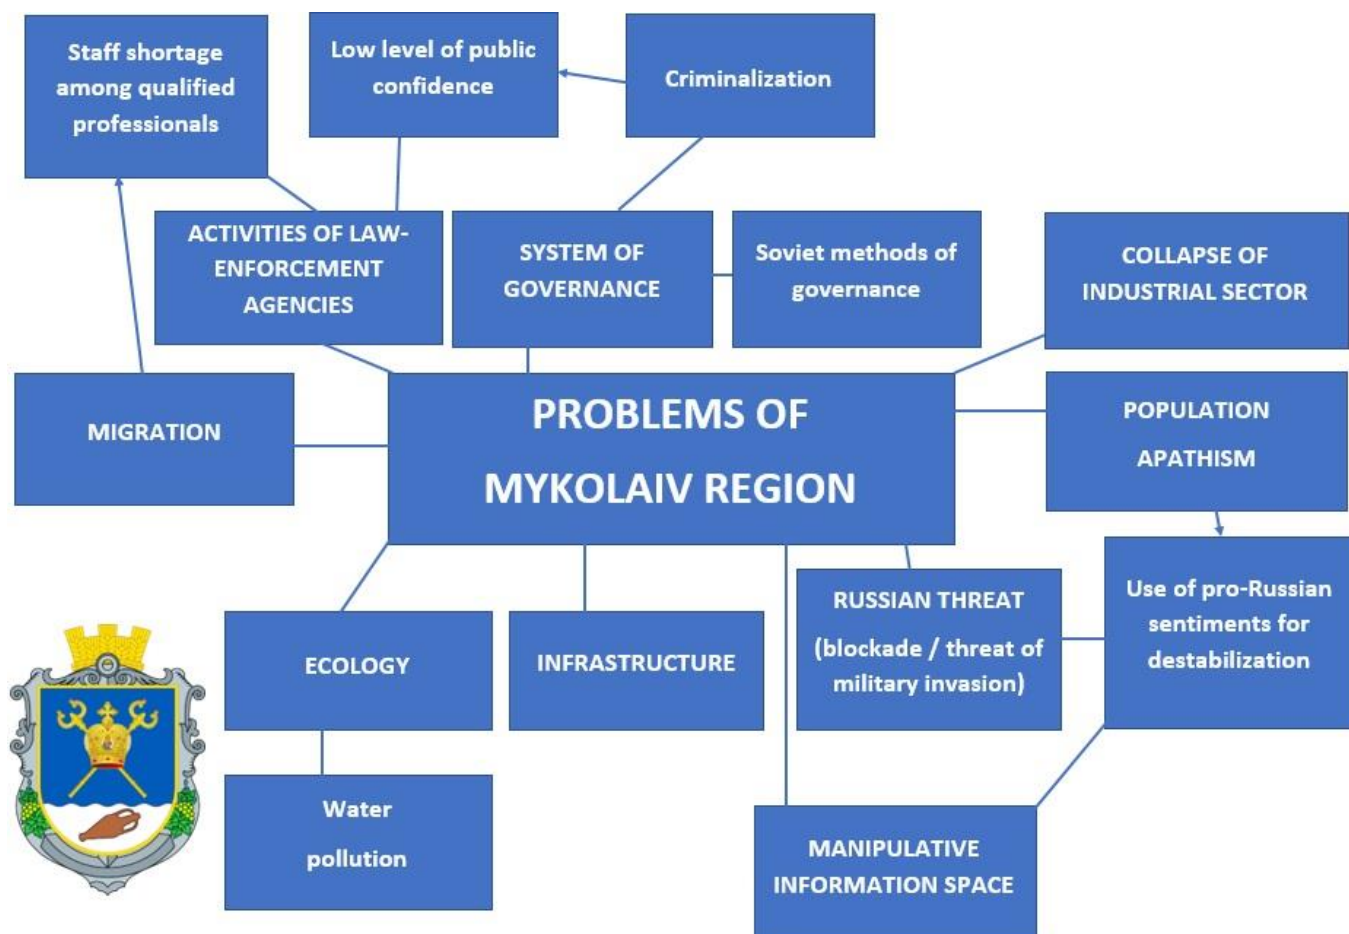 Staff shortage
among qualified
professionals
Low level of public
confidence
Criminalization
ACTIVITIES OF LAW-
ENFORCEMENT
AGENCIES
SYSTEM OF
GOVERNANCE
Soviet methods of
governance
COLLAPSE OF
INDUSTRIAL SECTOR
MIGRATION
PROBLEMS OF
MYKOLAIV REGION
POPULATION
APATHISM
ECOLOGY
INFRASTRUCTURE
RUSSIAN THREAT
(blockade / threat of
military invasion)
Use of pro-Russian
sentiments for
destabilization
Water
pollution
MANIPULATIVE
INFORMATION SPACE